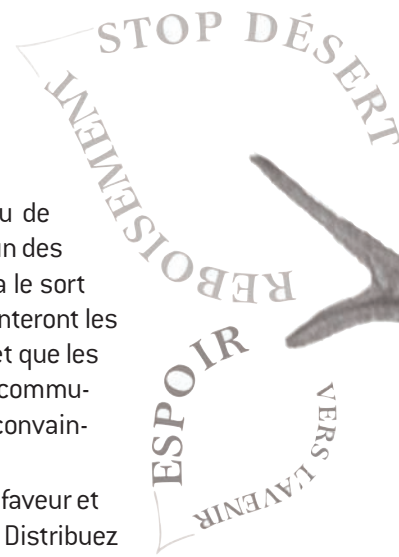 STOP DÉSERT
REBOISEMENT
de
un des
le sort
nteront les
et que les
commu-
convain-
faveur et
Distribuez
ESPOIR
VERS L'AVENIR